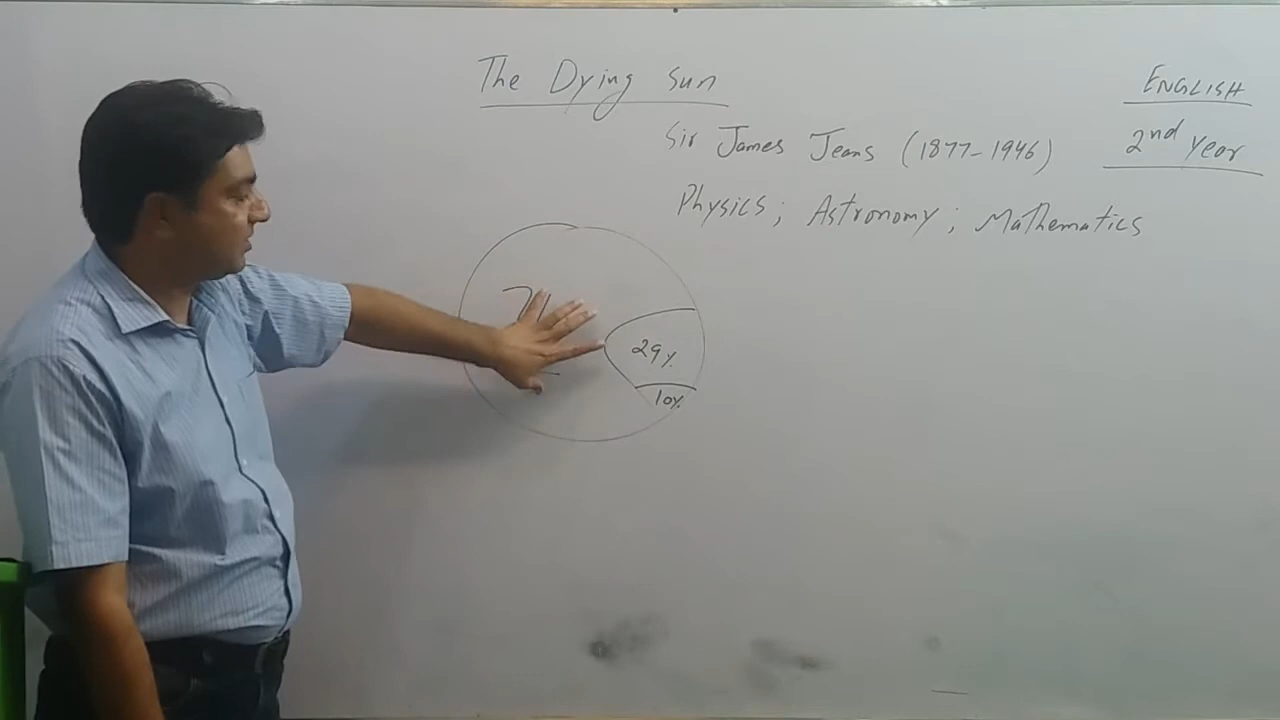 The Dying Sun
ENGLISH
Sir James Jeans (1877-1946)
2nd Year
Physics; Astronomy; Mathematics
29%
10%